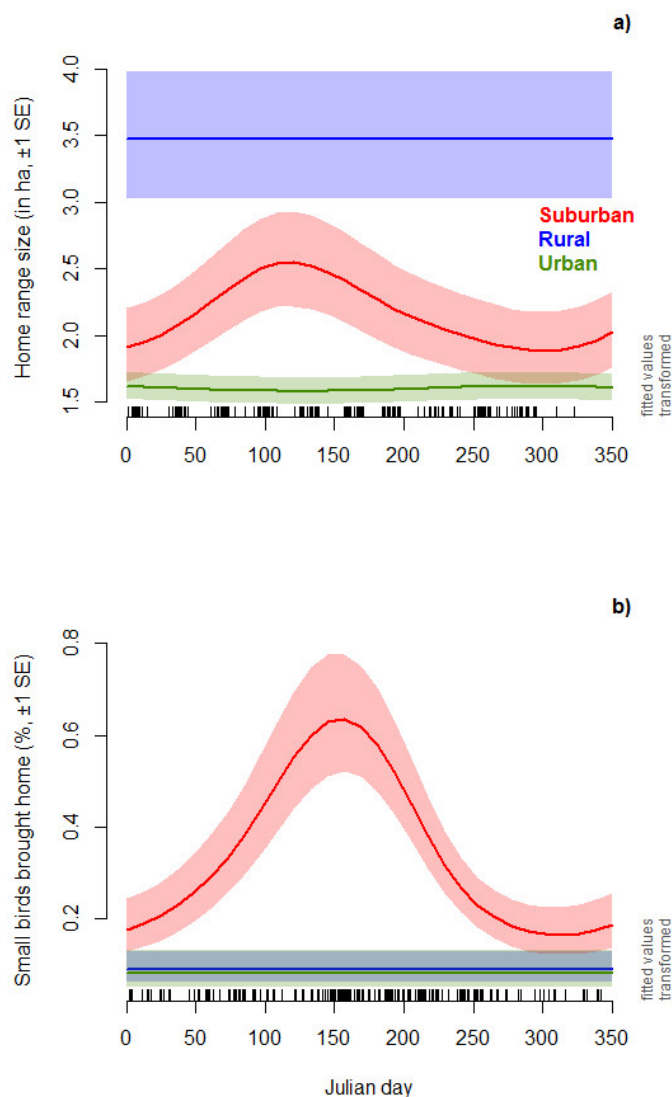 a)
Home range size (in ha, ±1 SE)
4.0
3.5
3.0
2.5
2.0
1.5
Suburban
Rural
Urban
fitted values
transformed
0 50 100 150 200 250 300 350
b)
Small birds brought home (%, ±1 SE)
0.8
0.6
0.4
0.2
fitted values
transformed
0 50 100 150 200 250 300 350
Julian day